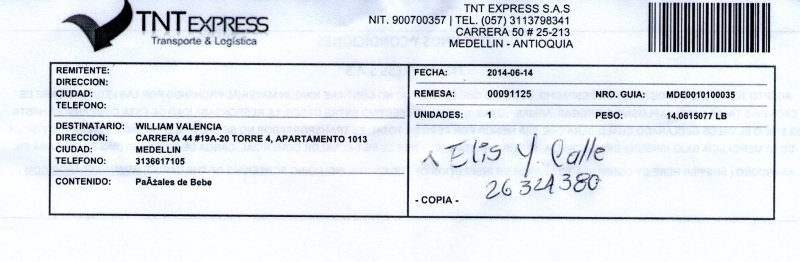 TNT EXPRESS
Transporte & Logística
TNT EXPRESS S.A.S
NIT. 900700357 | TEL. (057) 3113798341
CARRERA 50 # 25-213
MEDELLIN - ANTIOQUIA
REMITENTE:
DIRECCION:
CIUDAD:
TELEFONO:
DESTINATARIO: WILLIAM VALENCIA
DIRECCION: CARRERA 44 #19A-20 TORRE 4, APARTAMENTO 1013
CIUDAD: MEDELLIN
TELEFONO: 3136617105
CONTENIDO: PaÃ±ales de Bebe
FECHA: 2014-06-14
REMESA: 00091125 NRO. GUIA: MDE0010100035
UNIDADES: 1 PESO: 14.0615077 LB
Elis Y Calle
26324380
- COPIA -